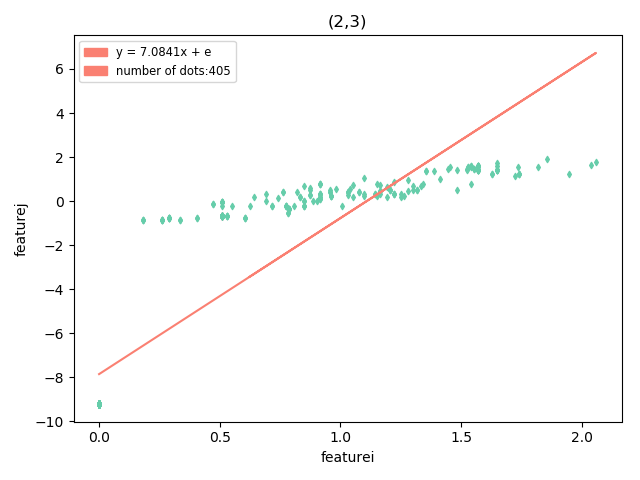 (2,3)
y = 7.0841x + e
number of dots:405
6
4
2
0
−2
−4
−6
−8
−10
featurej
0.0 0.5 1.0 1.5 2.0
featurei